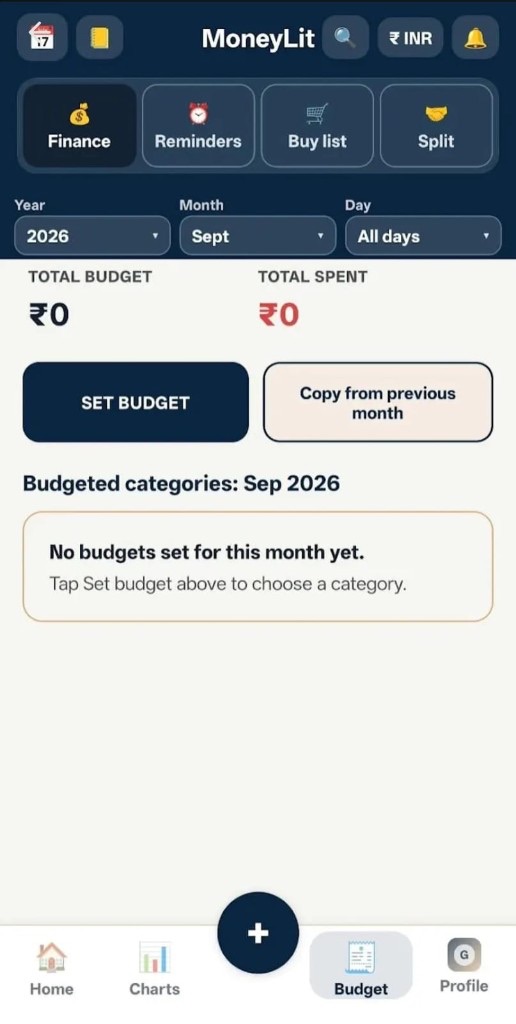 MoneyLit
₹ INR
Finance
Reminders
Buy list
Split
Year
Month
Day
2026
Sept
All days
TOTAL BUDGET
TOTAL SPENT
₹0
₹0
SET BUDGET
Copy from previous
month
Budgeted categories: Sep 2026
No budgets set for this month yet.
Tap Set budget above to choose a category.
+
Home
Charts
Budget
G
Profile